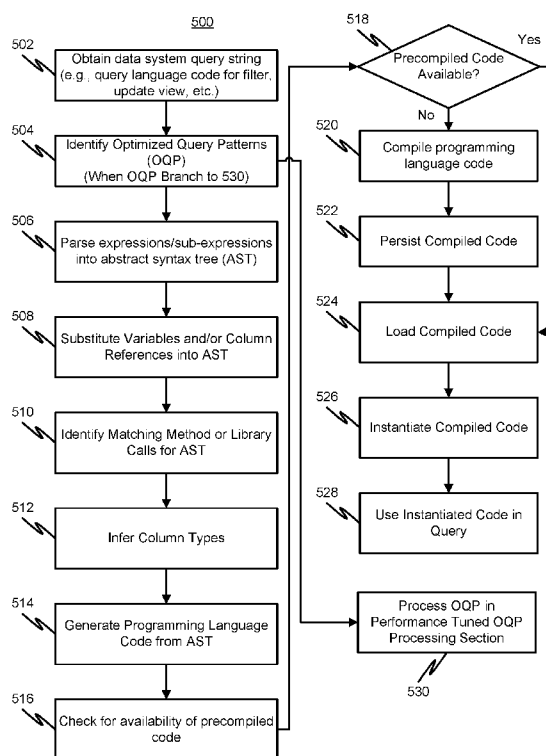 500
502
Obtain data system query string
(e.g., query language code for filter,
update view, etc.)
504
Identify Optimized Query Patterns
(OQP)
(When OQP Branch to 530)
506
Parse expressions/sub-expressions
into abstract syntax tree (AST)
508
Substitute Variables and/or Column
References into AST
510
Identify Matching Method or Library
Calls for AST
512
Infer Column Types
514
Generate Programming Language
Code from AST
516
Check for availability of precompiled
code
518
Precompiled Code
Available?
Yes
No
520
Compile programming
language code
522
Persist Compiled Code
524
Load Compiled Code
526
Instantiate Compiled Code
528
Use Instantiated Code in
Query
Process OQP in
Performance Tuned OQP
Processing Section
530